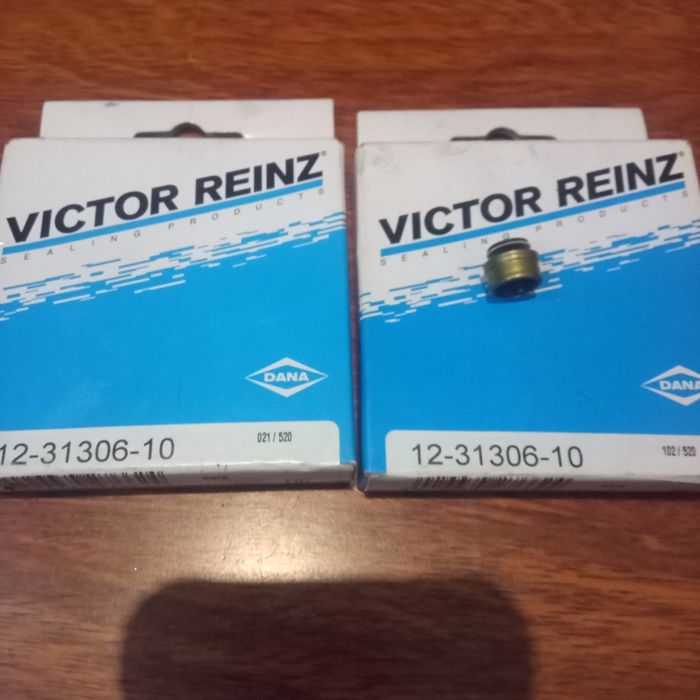 VICTOR REINZ®
SEALING PRODUCTS
DANA
12-31306-10
021 / 520
VICTOR REINZ®
SEALING PRODUCTS
DANA
12-31306-10
102 / 520